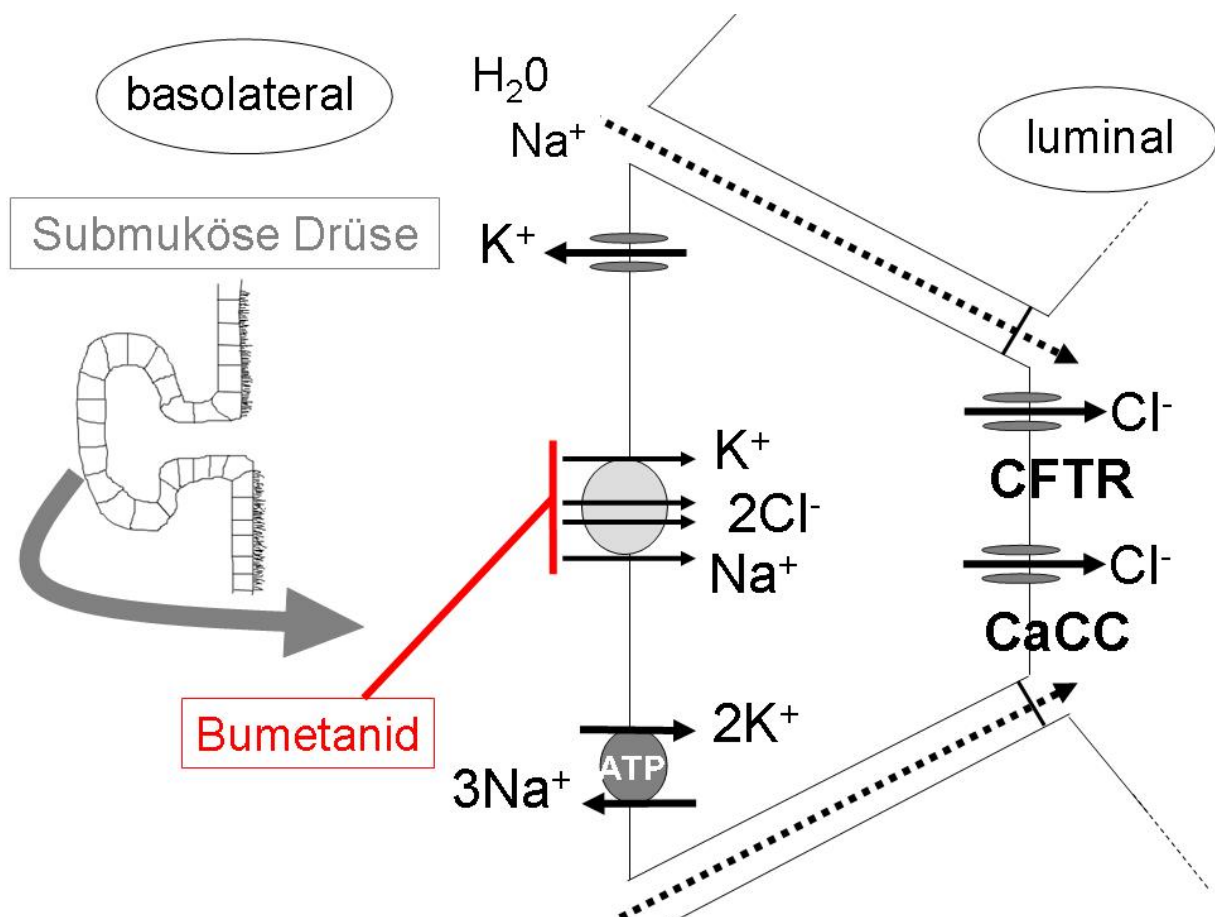 basolateral
H₂0
Na⁺
luminal
Submuköse Drüse
K⁺
Cl⁻
CFTR
K⁺
2Cl⁻
Na⁺
Cl⁻
CaCC
Bumetanid
2K⁺
ATP
3Na⁺